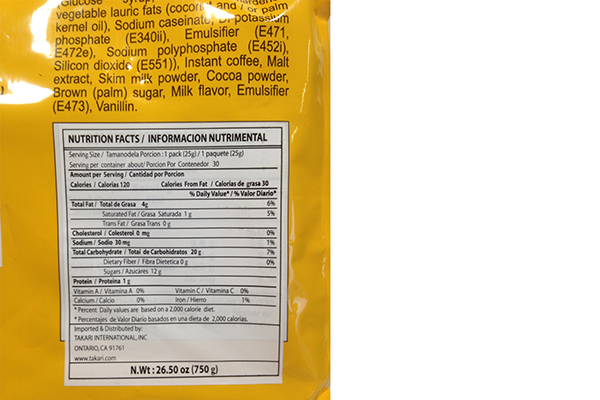 (Glucose syrup,
vegetable lauric fats (coconut and / or palm
kernel oil), Sodium caseinate, Di-potassium
phosphate (E340ii), Emulsifier (E471,
E472e), Sodium polyphosphate (E452i),
Silicon dioxide (E551)), Instant coffee, Malt
extract, Skim milk powder, Cocoa powder,
Brown (palm) sugar, Milk flavor, Emulsifier
(E473), Vanillin.
NUTRITION FACTS / INFORMACION NUTRIMENTAL
Serving Size / Tamanodela Porcion : 1 pack (25g) / 1 paquete (25g)
Serving per container about/ Porcion Por Contenedor 30
Amount per Serving / Cantidad por Porcion
Calories / Calorias 120 Calories From Fat / Calorias de grasa 30
% Daily Value* / % Valor Diario*
Total Fat / Total de Grasa 4g 6%
Saturated Fat / Grasa Saturada 1 g 5%
Trans Fat / Grasa Trans 0 g
Cholesterol / Colesterol 0 mg 0%
Sodium / Sodio 30 mg 1%
Total Carbohydrate / Total de Carbohidratos 20 g 7%
Dietary Fiber / Fibra Dietetica 0 g 0%
Sugars / Azucares 12 g
Protein / Proteina 1 g
Vitamin A / Vitamina A 0% Vitamin C / Vitamina C 0%
Calcium / Calcio 0% Iron / Hierro 1%
* Percent Daily values are based on a 2,000 calorie diet.
* Percentajes de Valor Diario basados en una dieta de 2,000 calorias.
Imported & Distributed by:
TAKARI INTERNATIONAL, INC
ONTARIO, CA 91761
www.takari.com
N.Wt : 26.50 oz (750 g)